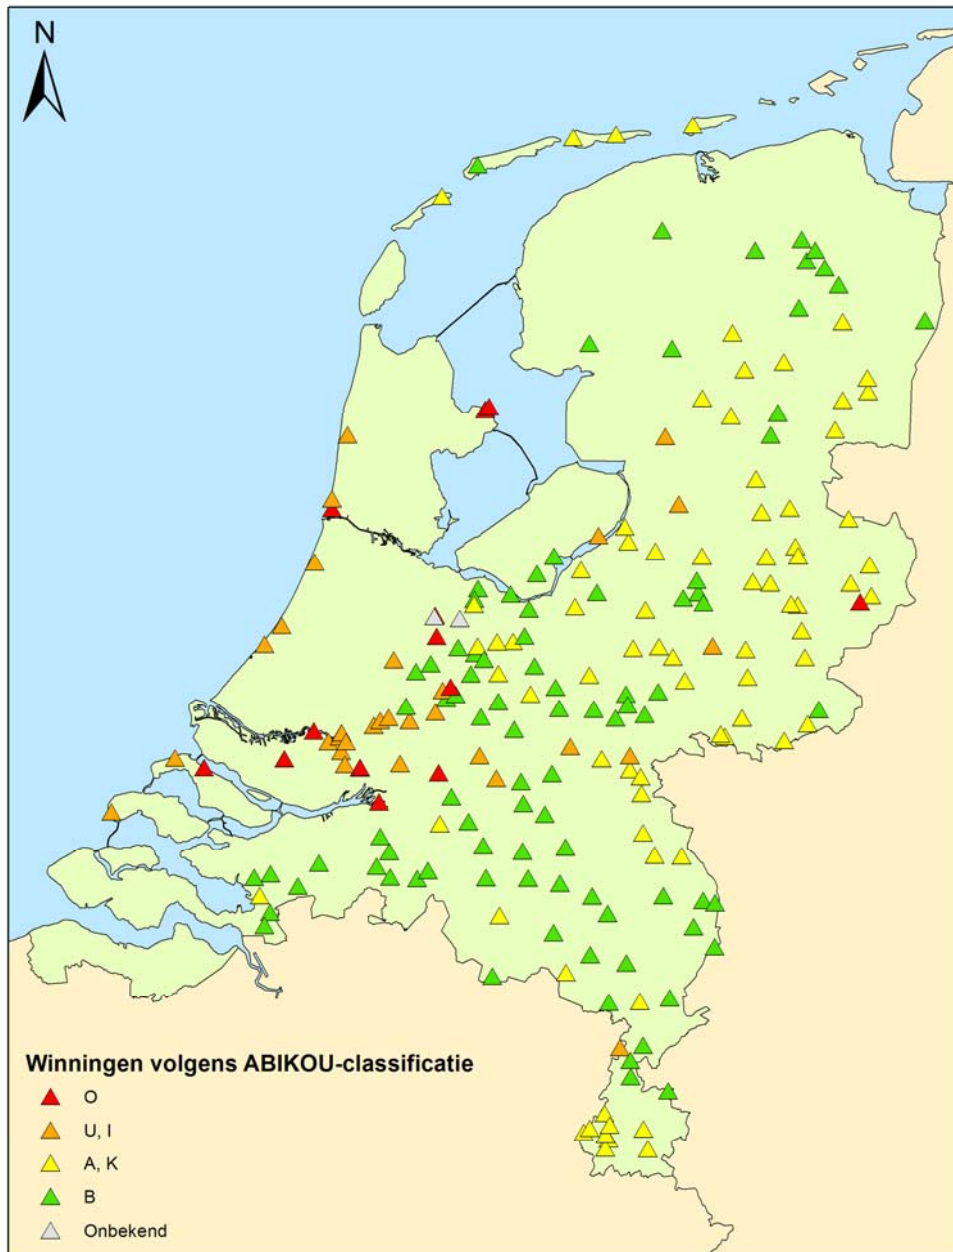 N
Winningen volgens ABIKOU-classificatie
O
U, I
A, K
B
Onbekend